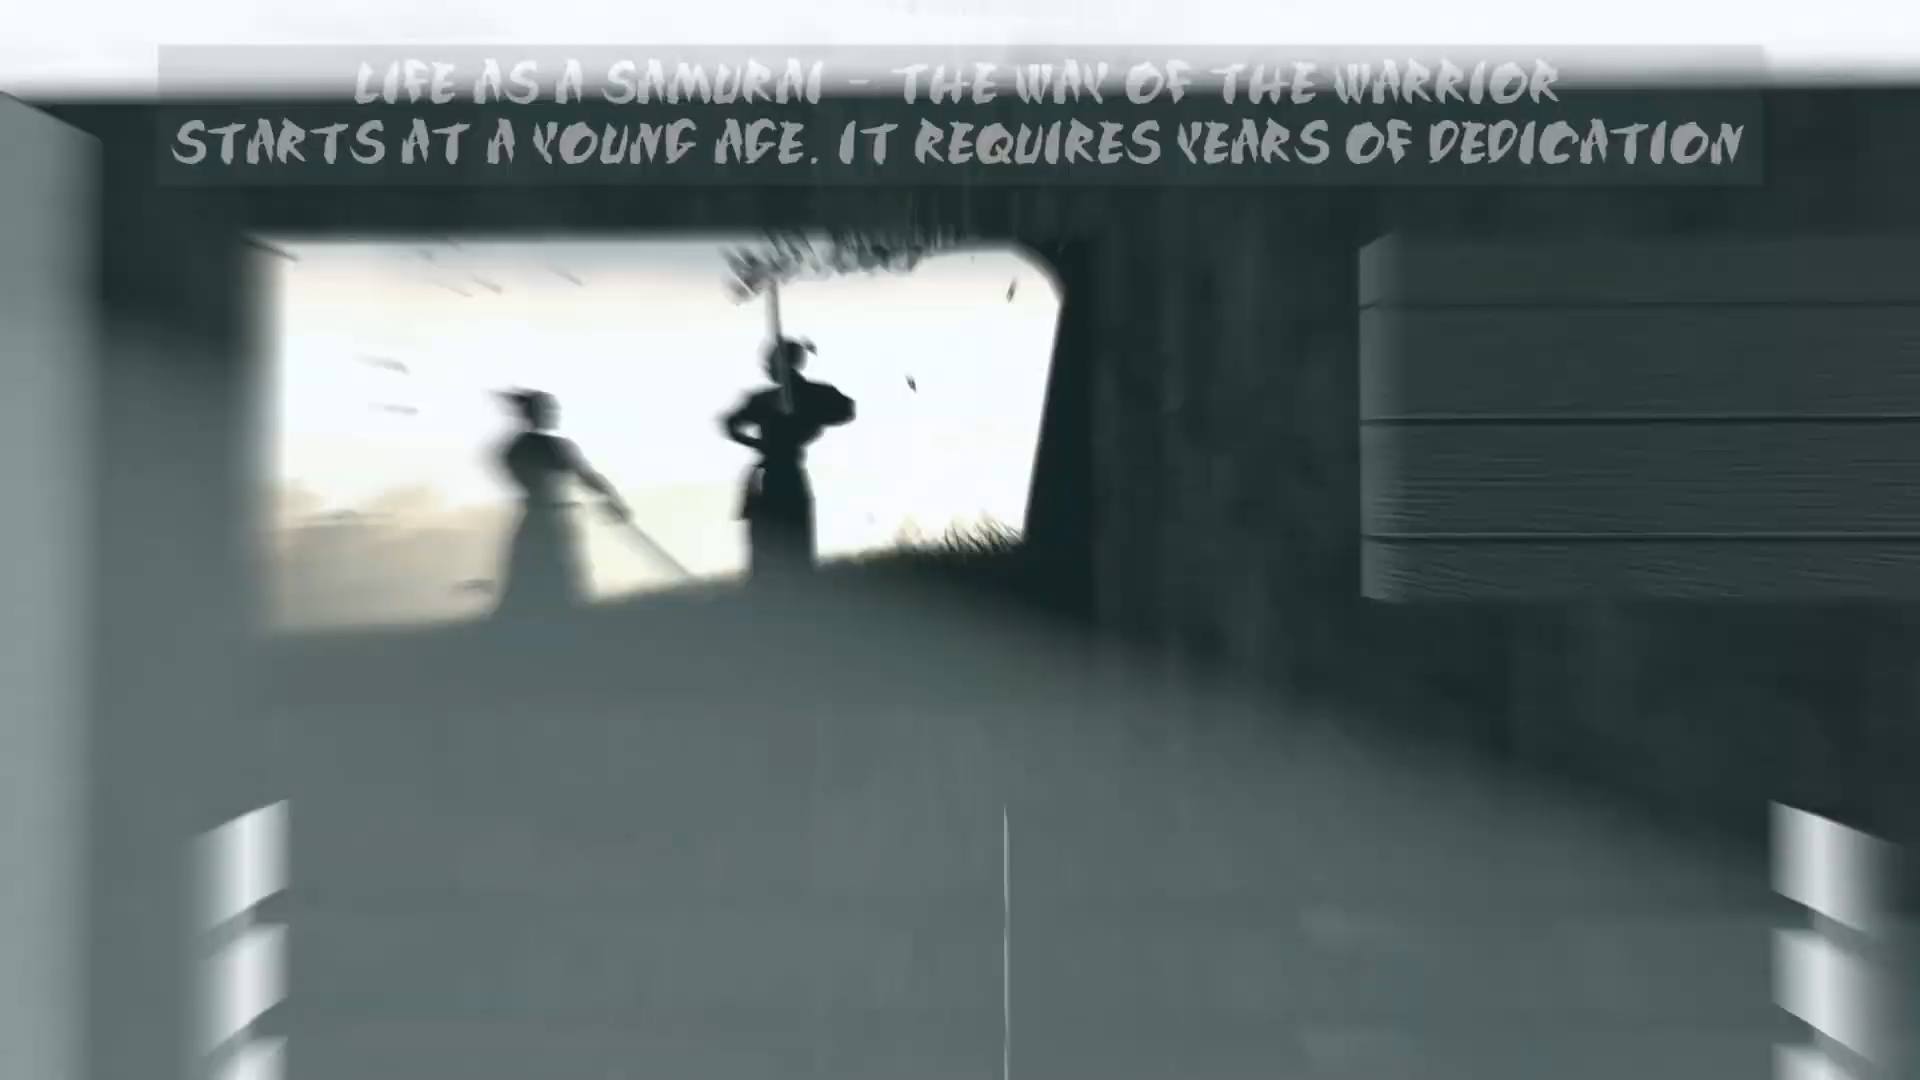 LIFE AS A SAMURAI - THE WAY OF THE WARRIOR
STARTS AT A YOUNG AGE. IT REQUIRES YEARS OF DEDICATION